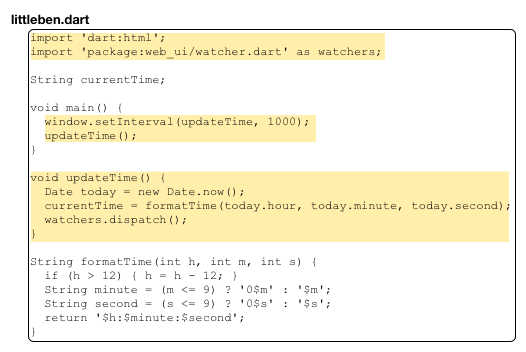 littleben.dart
import 'dart:html';
import 'package:web_ui/watcher.dart' as watchers;
String currentTime;
void main() {
window.setInterval(updateTime, 1000);
updateTime();
}
void updateTime() {
Date today = new Date.now();
currentTime = formatTime(today.hour, today.minute, today.second);
watchers.dispatch();
}
String formatTime(int h, int m, int s) {
if (h > 12) { h = h - 12; }
String minute = (m <= 9) ? '0$m' : '$m';
String second = (s <= 9) ? '0$s' : '$s';
return '$h:$minute:$second';
}